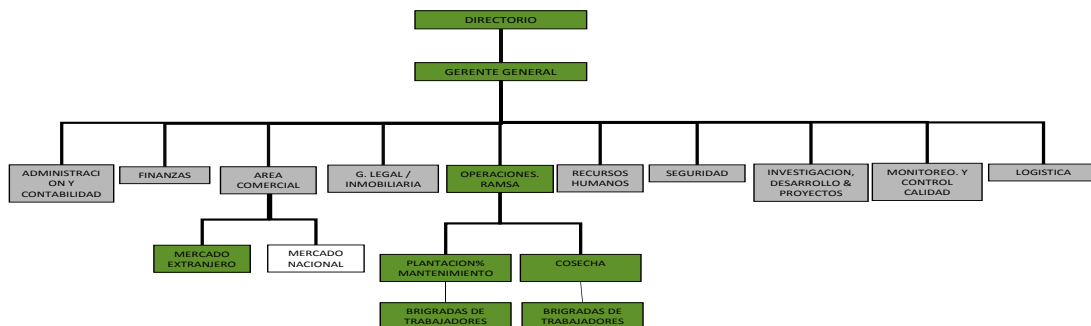 DIRECTORIO
GERENTE GENERAL
ADMINISTRACI
ON Y
CONTABILIDAD
FINANZAS
AREA
COMERCIAL
G. LEGAL /
INMOBILIARIA
OPERACIONES.
RAMSA
RECURSOS
HUMANOS
SEGURIDAD
INVESTIGACION,
DESARROLLO &
PROYECTOS
MONITOREO. Y
CONTROL
CALIDAD
LOGISTICA
MERCADO
EXTRANJERO
MERCADO
NACIONAL
PLANTACION%
MANTENIMIENTO
COSECHA
BRIGRADAS DE
TRABAJADORES
BRIGRADAS DE
TRABAJADORES